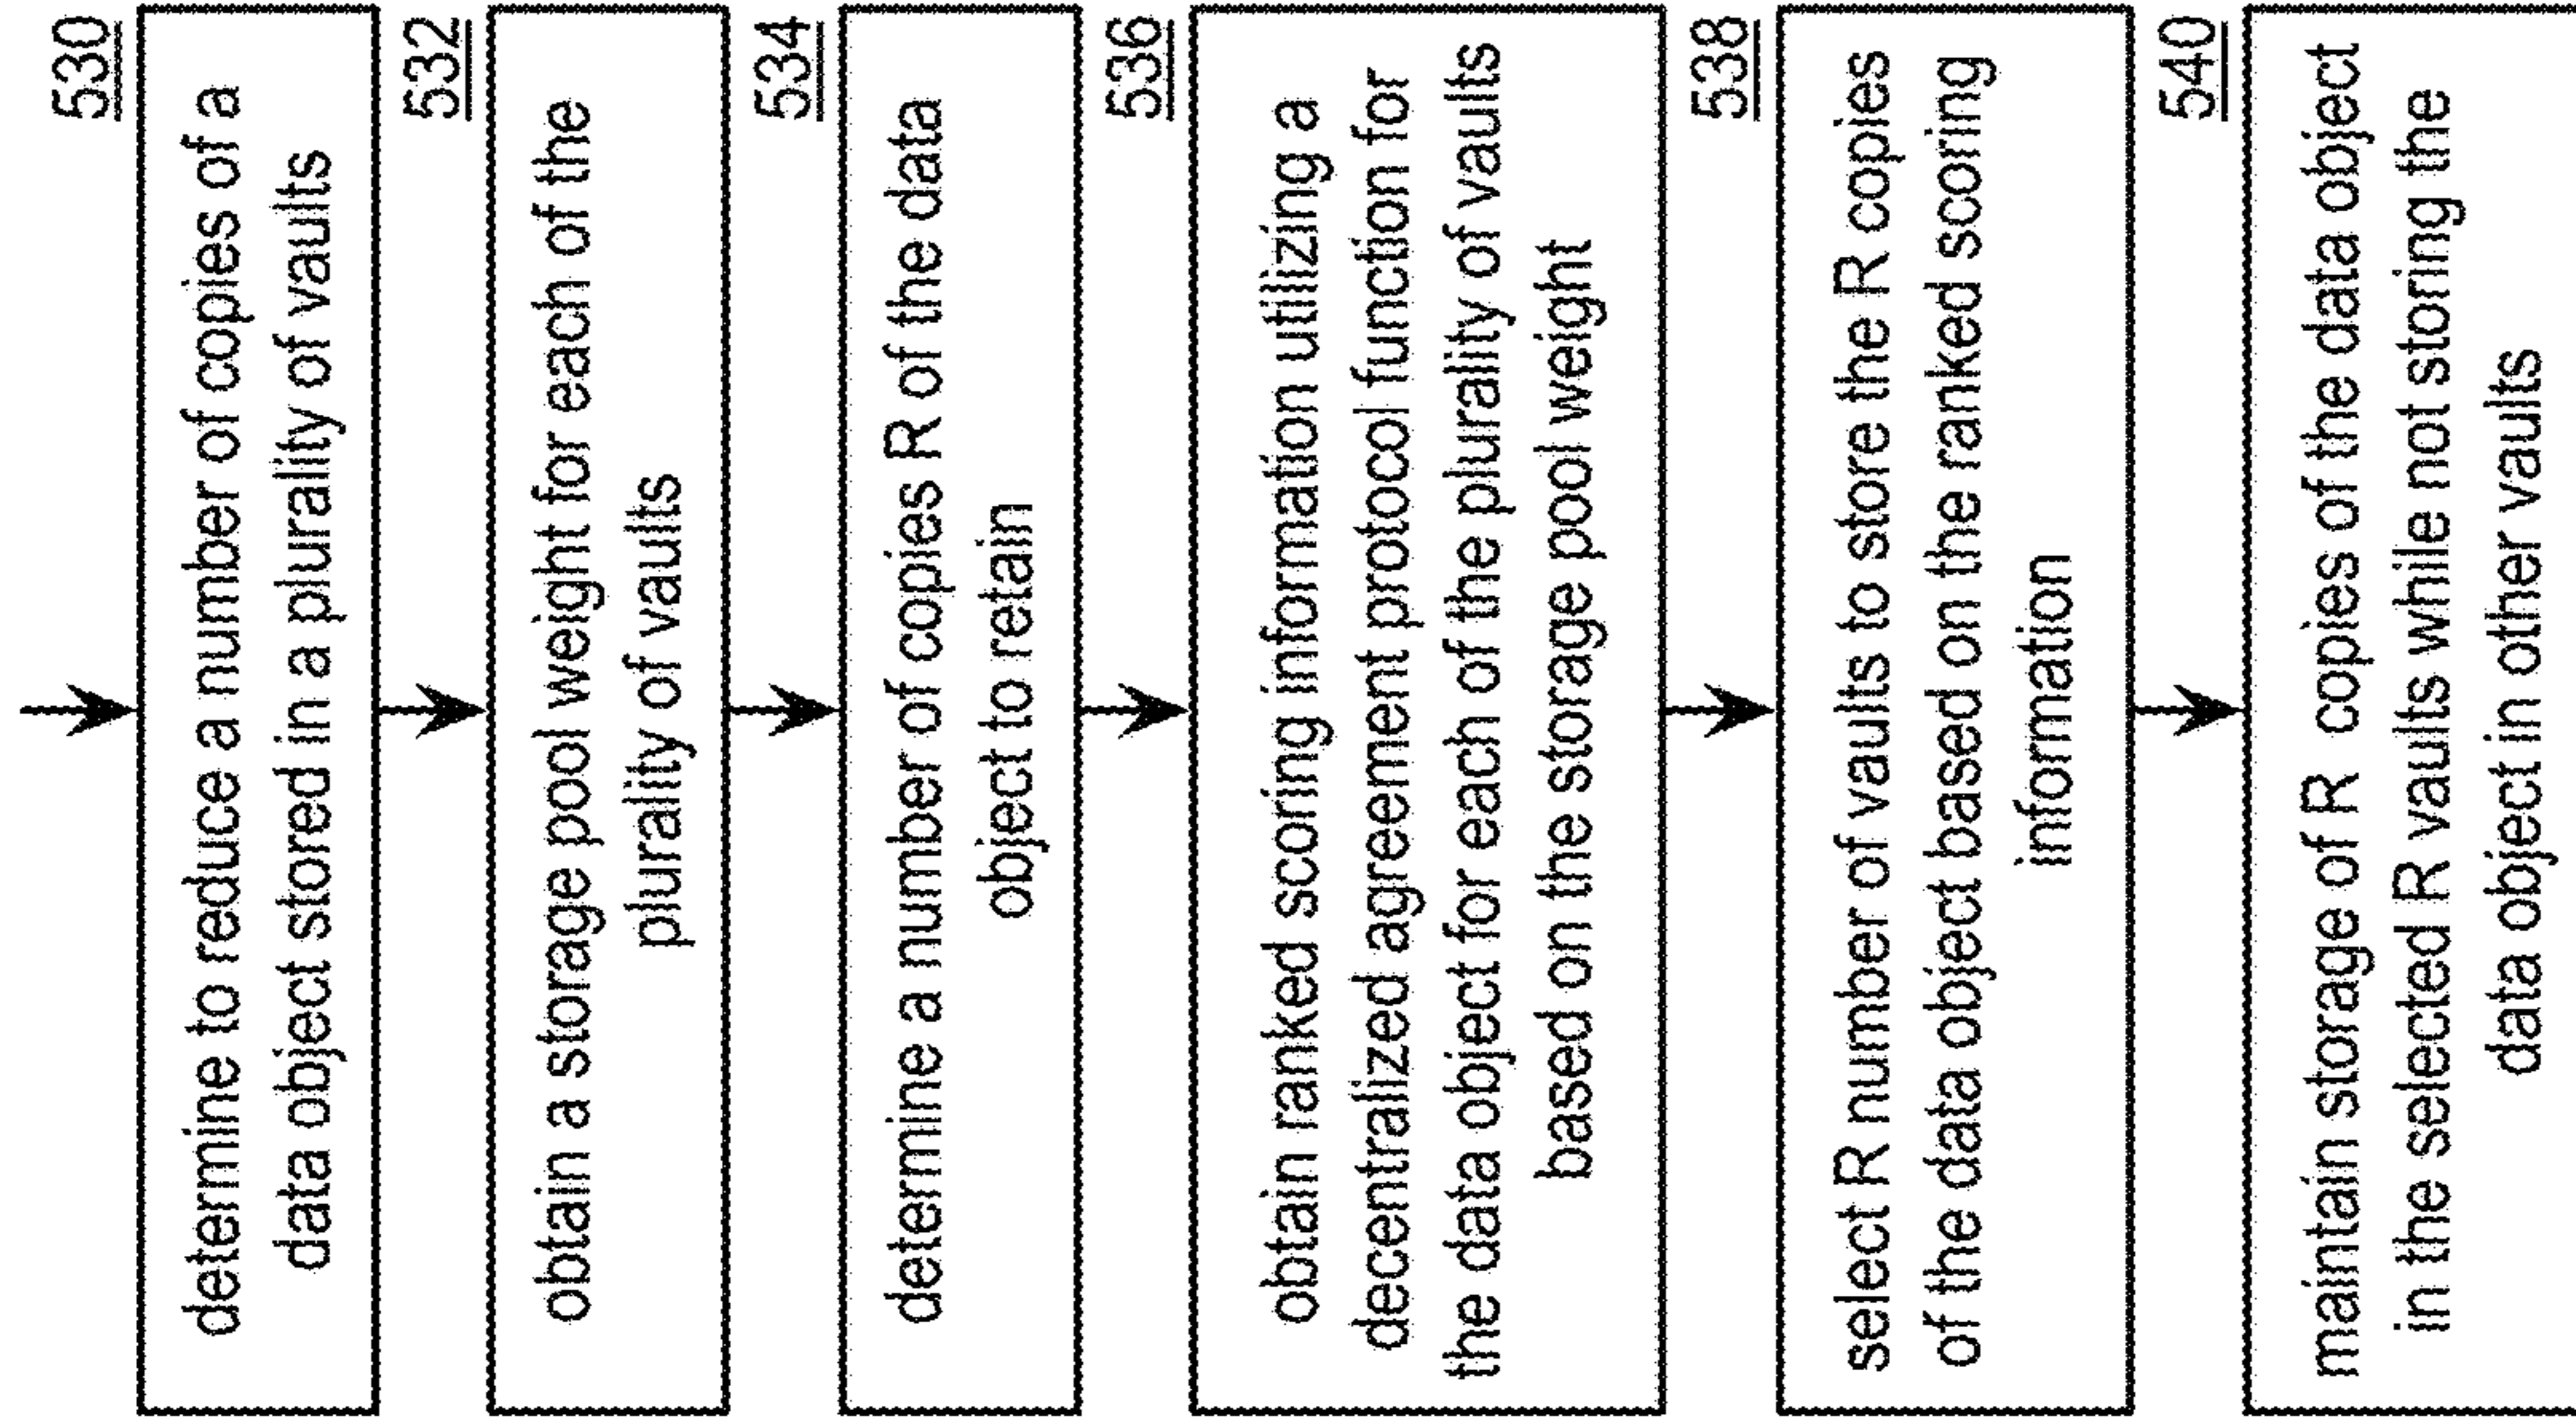 530
determine to reduce a number of copies of a
data object stored in a plurality of vaults
532
obtain a storage pool weight for each of the
plurality of vaults
534
determine a number of copies R of the data
object to retain
536
obtain ranked scoring information utilizing a
decentralized agreement protocol function for
the data object for each of the plurality of vaults
based on the storage pool weight
538
select R number of vaults to store the R copies
of the data object based on the ranked scoring
information
540
maintain storage of R copies of the data object
in the selected R vaults while not storing the
data object in other vaults